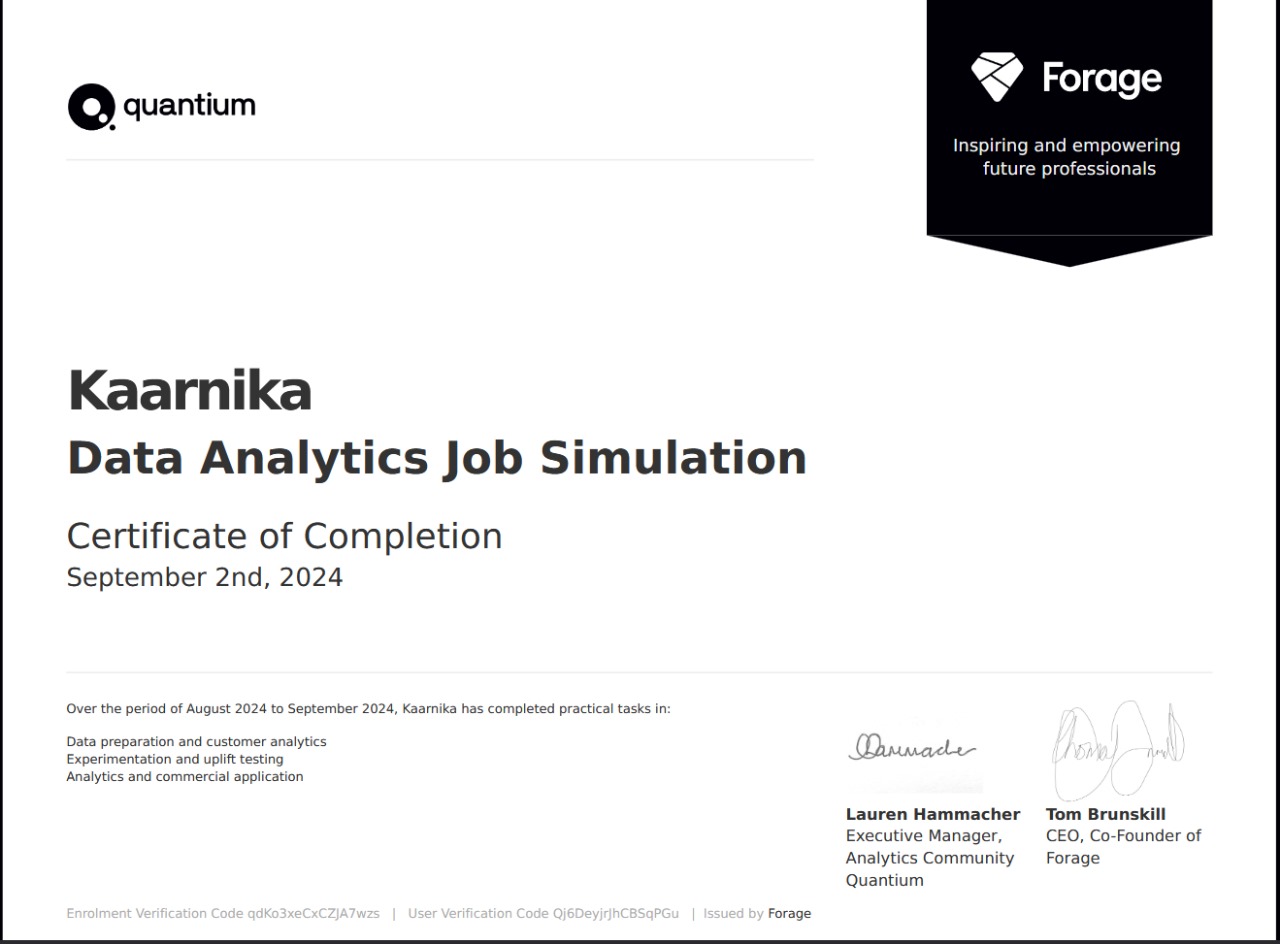 quantium
Forage
Inspiring and empowering
future professionals
Kaarnika
Data Analytics Job Simulation
Certificate of Completion
September 2nd, 2024
Over the period of August 2024 to September 2024, Kaarnika has completed practical tasks in:
Data preparation and customer analytics
Experimentation and uplift testing
Analytics and commercial application
Lauren Hammacher
Executive Manager,
Analytics Community
Quantium
Tom Brunskill
CEO, Co-Founder of
Forage
Enrolment Verification Code qdKo3xeCxCZJA7wzs | User Verification Code Qj6DeyjrJhCBSqPGu | Issued by Forage